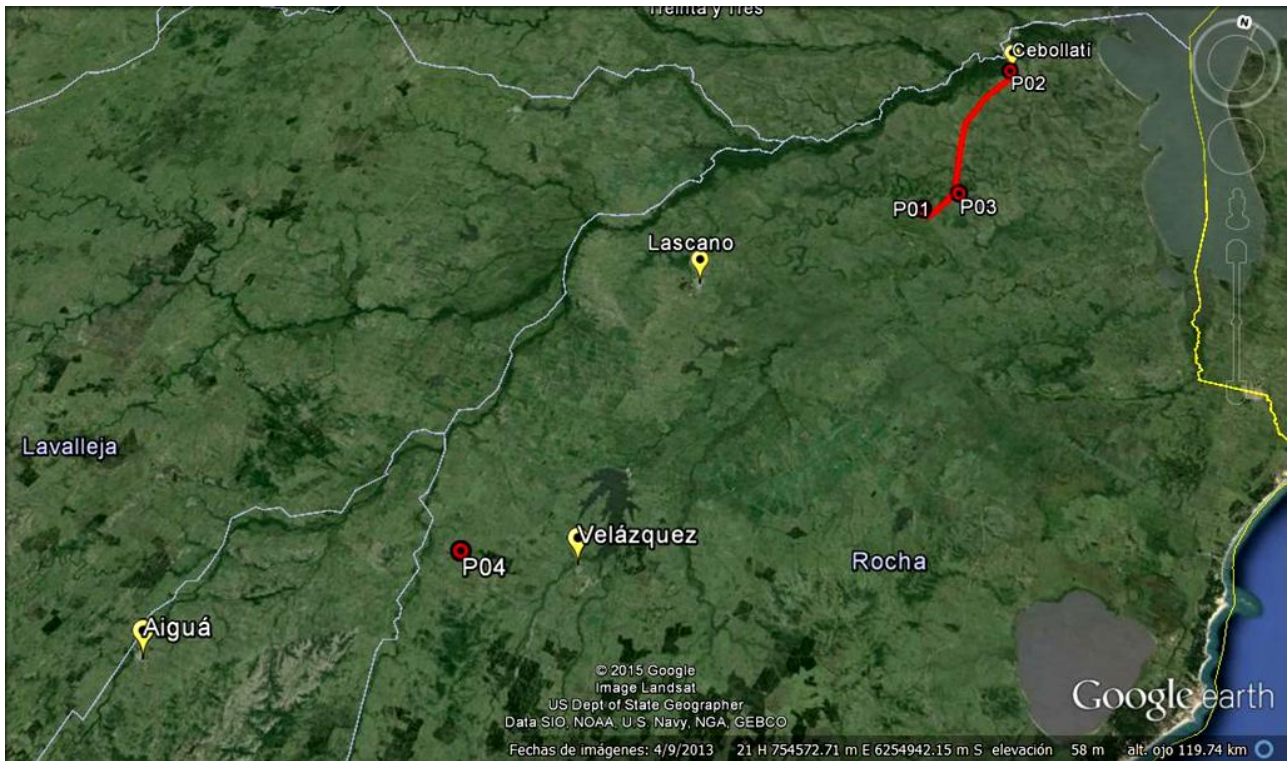 Treinta y Tres
N
Cebollatí
P02
P01
P03
Lascano
Lavalleja
Velázquez
P04
Rocha
Aiguá
© 2015 Google
Image Landsat
US Dept of State Geographer
Data SIO, NOAA, U.S. Navy, NGA, GEBCO
Google earth
Fechas de imágenes: 4/9/2013 21 H 754572.71 m E 6254942.15 m S elevación 58 m alt. ojo 119.74 km